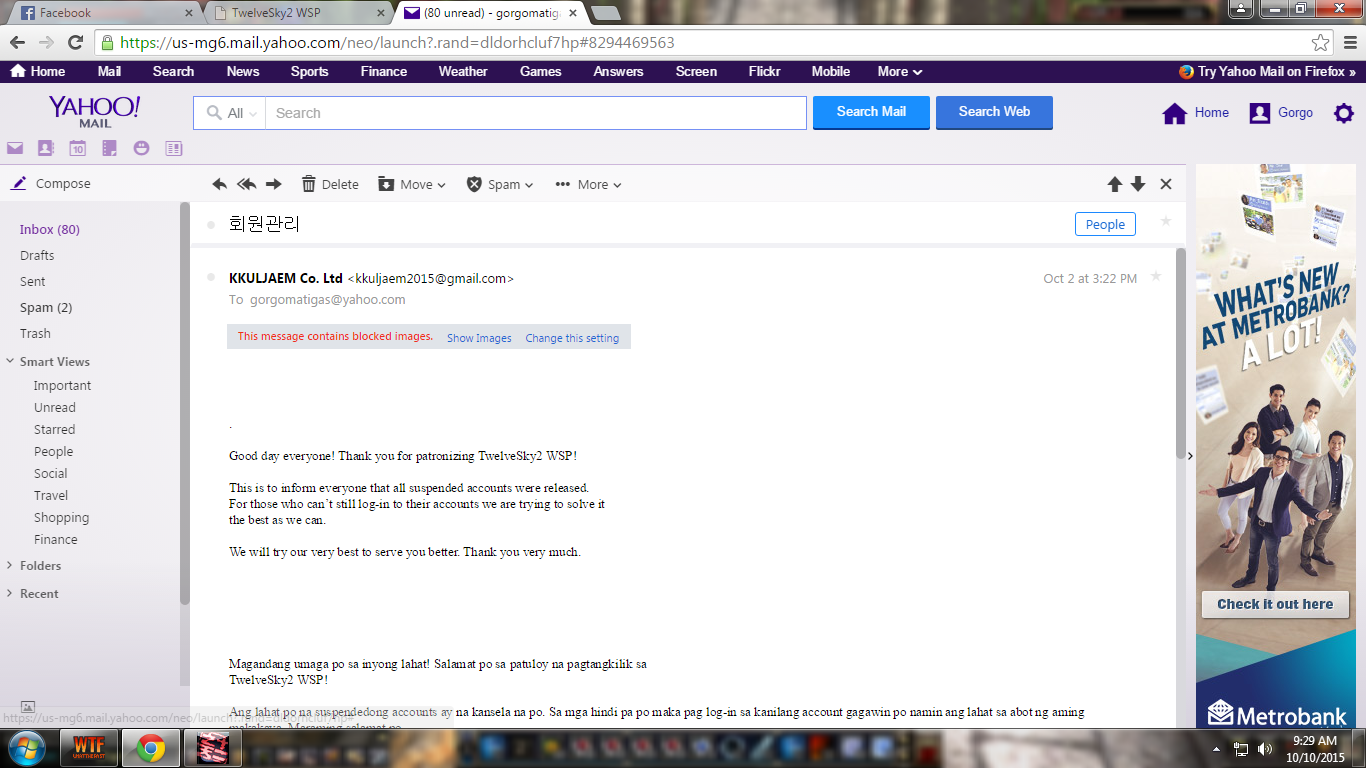 Facebook
TwelveSky2 WSP
(80 unread) - gorgomatig
https://us-mg6.mail.yahoo.com/neo/launch?.rand=dldorhcluf7hp#8294469563
Home Mail Search News Sports Finance Weather Games Answers Screen Flickr Mobile More
Try Yahoo Mail on Firefox »
YAHOO!
MAIL
All Search
Search Mail
Search Web
Home
Gorgo
10
Compose
Delete Move Spam More
Inbox (80)
Drafts
Sent
Spam (2)
Trash
Smart Views
Important
Unread
Starred
People
Social
Travel
Shopping
Finance
Folders
Recent
회원관리
People
KKULJAEM Co. Ltd <kkuljaem2015@gmail.com>
Oct 2 at 3:22 PM
To gorgomatigas@yahoo.com
This message contains blocked images. Show Images Change this setting
.
Good day everyone! Thank you for patronizing TwelveSky2 WSP!
This is to inform everyone that all suspended accounts were released.
For those who can't still log-in to their accounts we are trying to solve it
the best as we can.
We will try our very best to serve you better. Thank you very much.
Magandang umaga po sa inyong lahat! Salamat po sa patuloy na pagtangkilik sa
TwelveSky2 WSP!
Ang lahat po na suspendedong accounts ay na kansela na po. Sa mga hindi pa po maka pag log-in sa kanilang account gagawin po namin ang lahat sa abot ng aming
makakaya. Maraming salamat po
https://us-mg6.mail.yahoo.com/neo/launch?.rand=dldorhcluf7hp#
WHAT'S NEW
AT METROBANK?
A LOT!
Check it out here
Metrobank
WTF
9:29 AM
10/10/2015